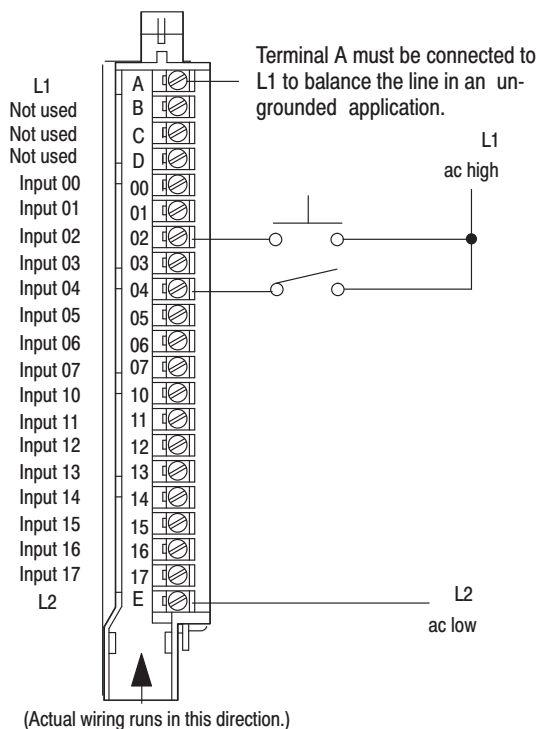 Terminal A must be connected to
L1 to balance the line in an un-
grounded application.
L1
ac high
L1 A
Not used B
Not used C
Not used D
Input 00 00
Input 01 01
Input 02 02
Input 03 03
Input 04 04
Input 05 05
Input 06 06
Input 07 07
Input 10 10
Input 11 11
Input 12 12
Input 13 13
Input 14 14
Input 15 15
Input 16 16
Input 17 17
L2 E
L2
ac low
(Actual wiring runs in this direction.)